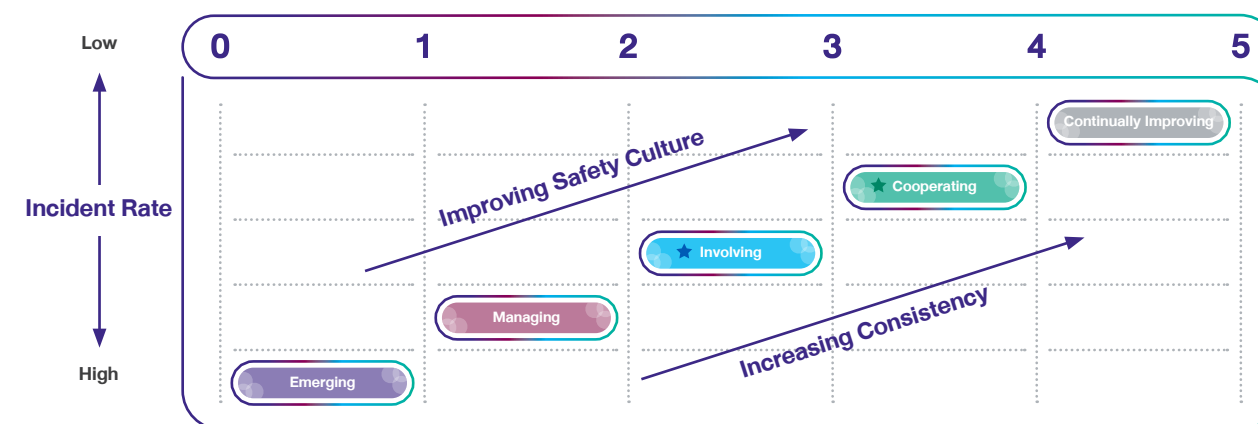 Low
0 1 2 3 4 5
Continually Improving
Improving Safety Culture
Cooperating
Incident Rate
Involving
Managing
Increasing Consistency
High
Emerging